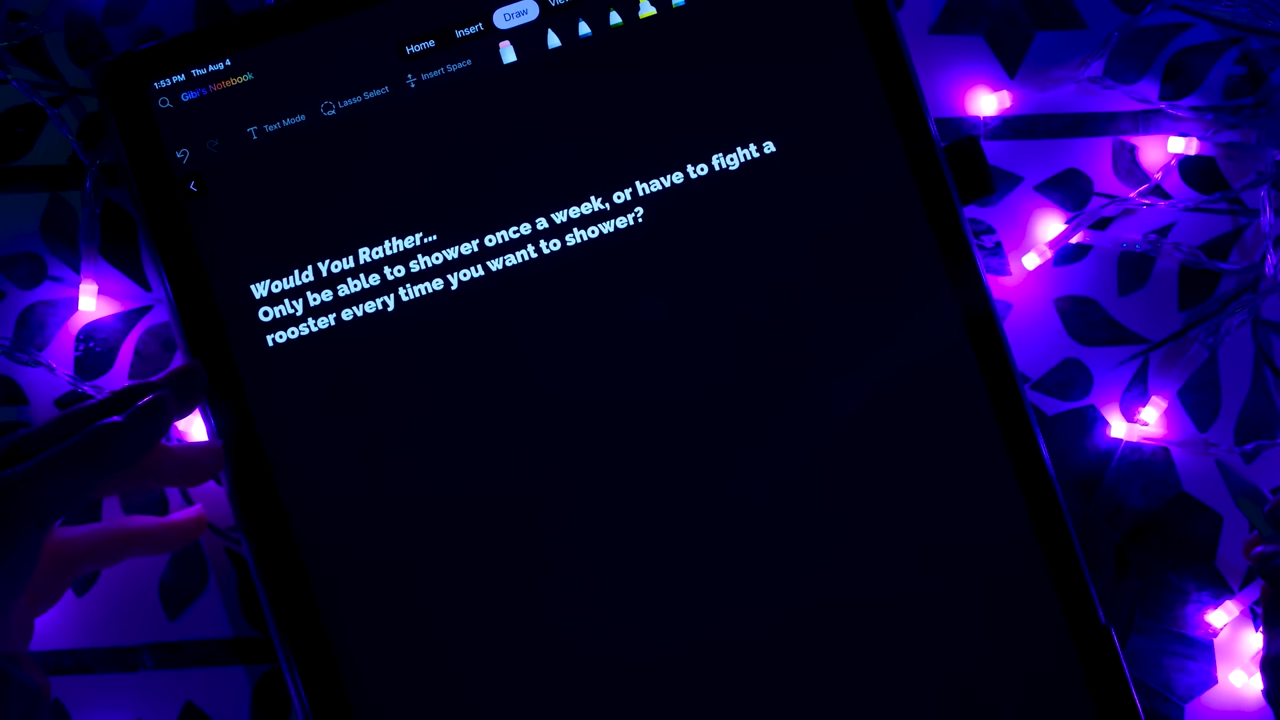 1:53 PM Thu Aug 4
Home Insert Draw
Gibi's Notebook
Text Mode Lasso Select Insert Space
Would You Rather...
Only be able to shower once a week, or have to fight a
rooster every time you want to shower?